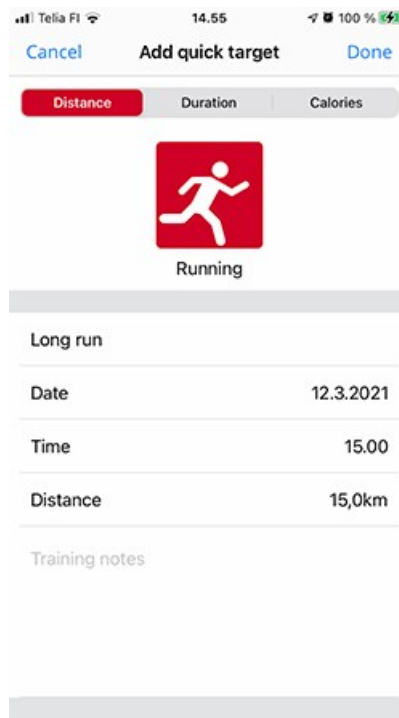 Telia FI 14.55 100 %
Cancel Add quick target Done
Distance Duration Calories
Running
Long run
Date 12.3.2021
Time 15.00
Distance 15,0km
Training notes